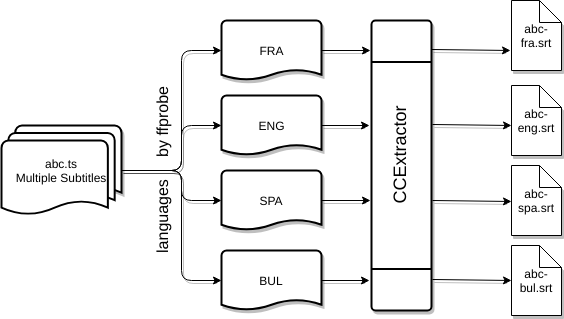 abc.ts
Multiple Subtitles
by ffprobe
languages
FRA
ENG
SPA
BUL
CCExtractor
abc-
fra.srt
abc-
eng.srt
abc-
spa.srt
abc-
bul.srt